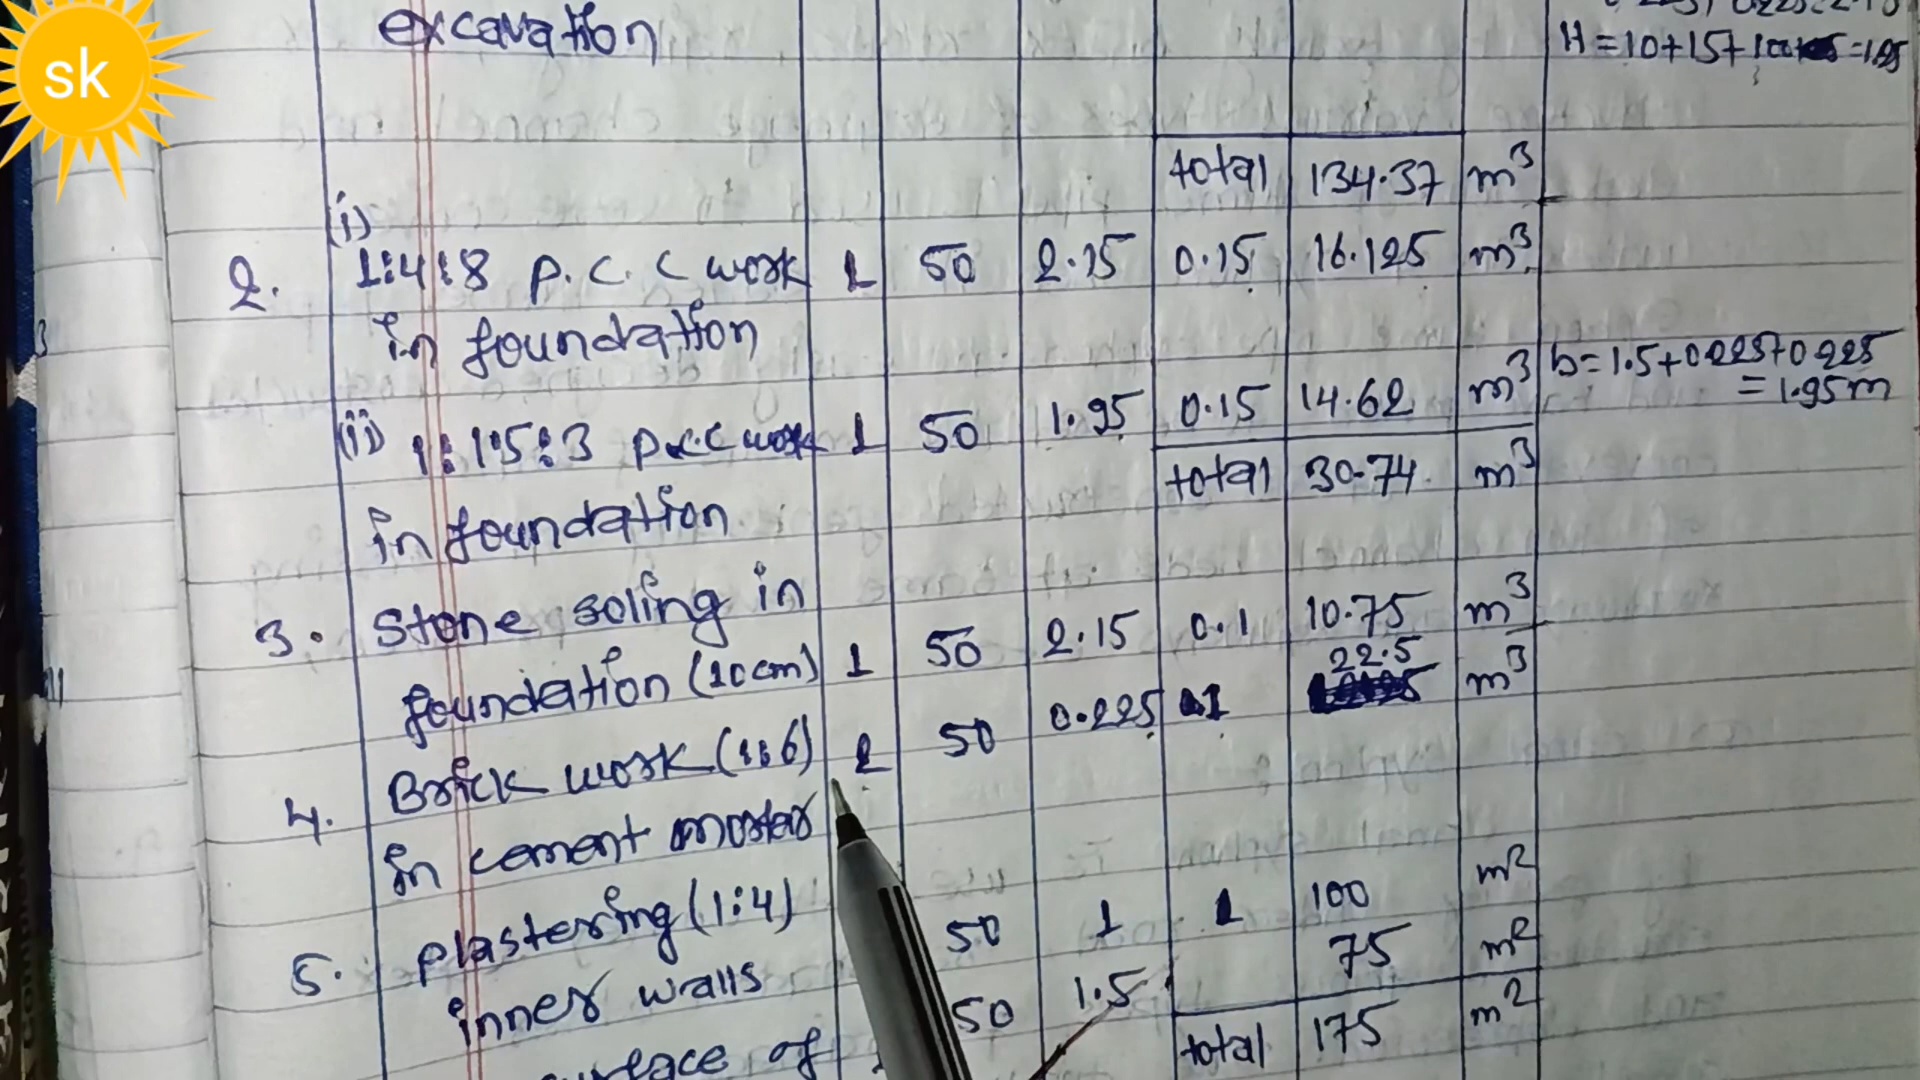 sk
excavation
H = 10+15+100 = 1.25
total 134.37 m³
(i)
2. 1:4:8 P.C.C work 1 50 2.15 0.15 16.125 m³
in foundation
b = 1.5+0.225+0.225
= 1.95m
(ii) 1:1.5:3 P.C.C work 1 50 1.95 0.15 14.62 m³
total 30.74 m³
in foundation
3. Stone soling in
foundation (10cm) 1 50 2.15 0.1 10.75 m³
4. Brick work (1:6) 2 50 0.225 1 22.5 m³
in cement morter
5. plastering (1:4) 50 1 1 100 m²
inner walls 50 1.5 75 m²
surface of total 175 m²